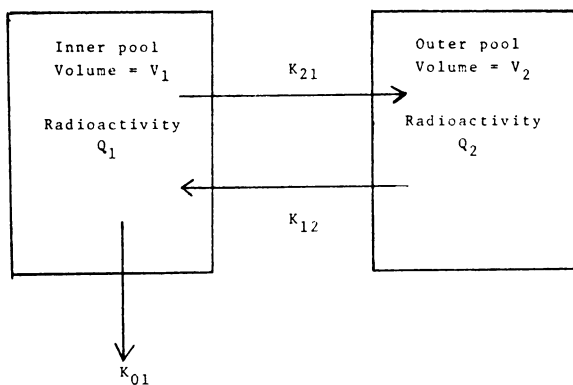 Inner pool
Volume = V1
Radioactivity
Q1
K21
K12
Outer pool
Volume = V2
Radioactivity
Q2
K01